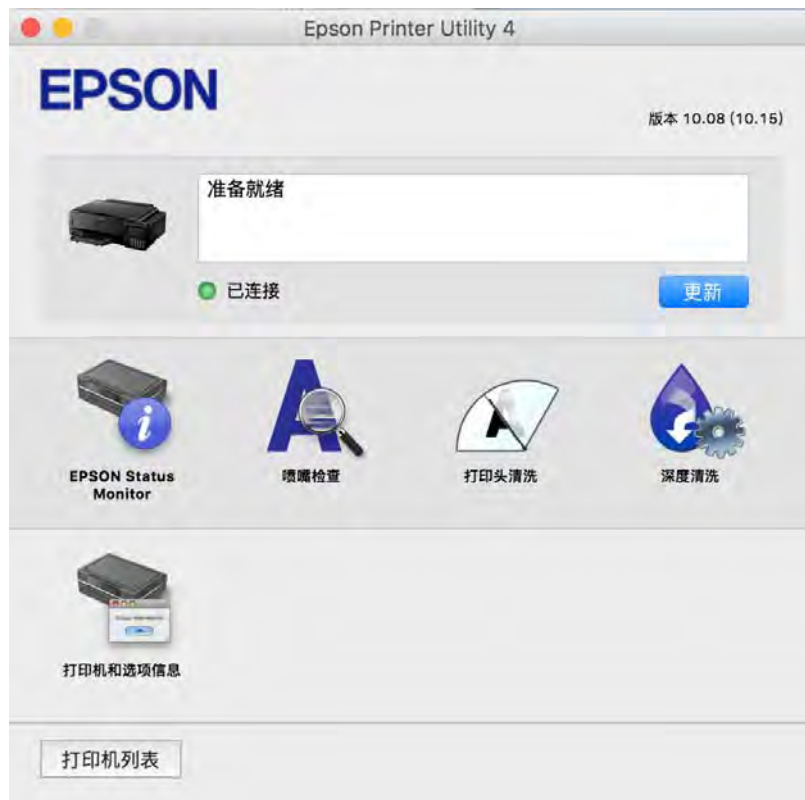 Epson Printer Utility 4
EPSON
版本 10.08 (10.15)
准备就绪
已连接
更新
EPSON Status
Monitor
喷嘴检查
打印头清洗
深度清洗
打印机和选项信息
打印机列表